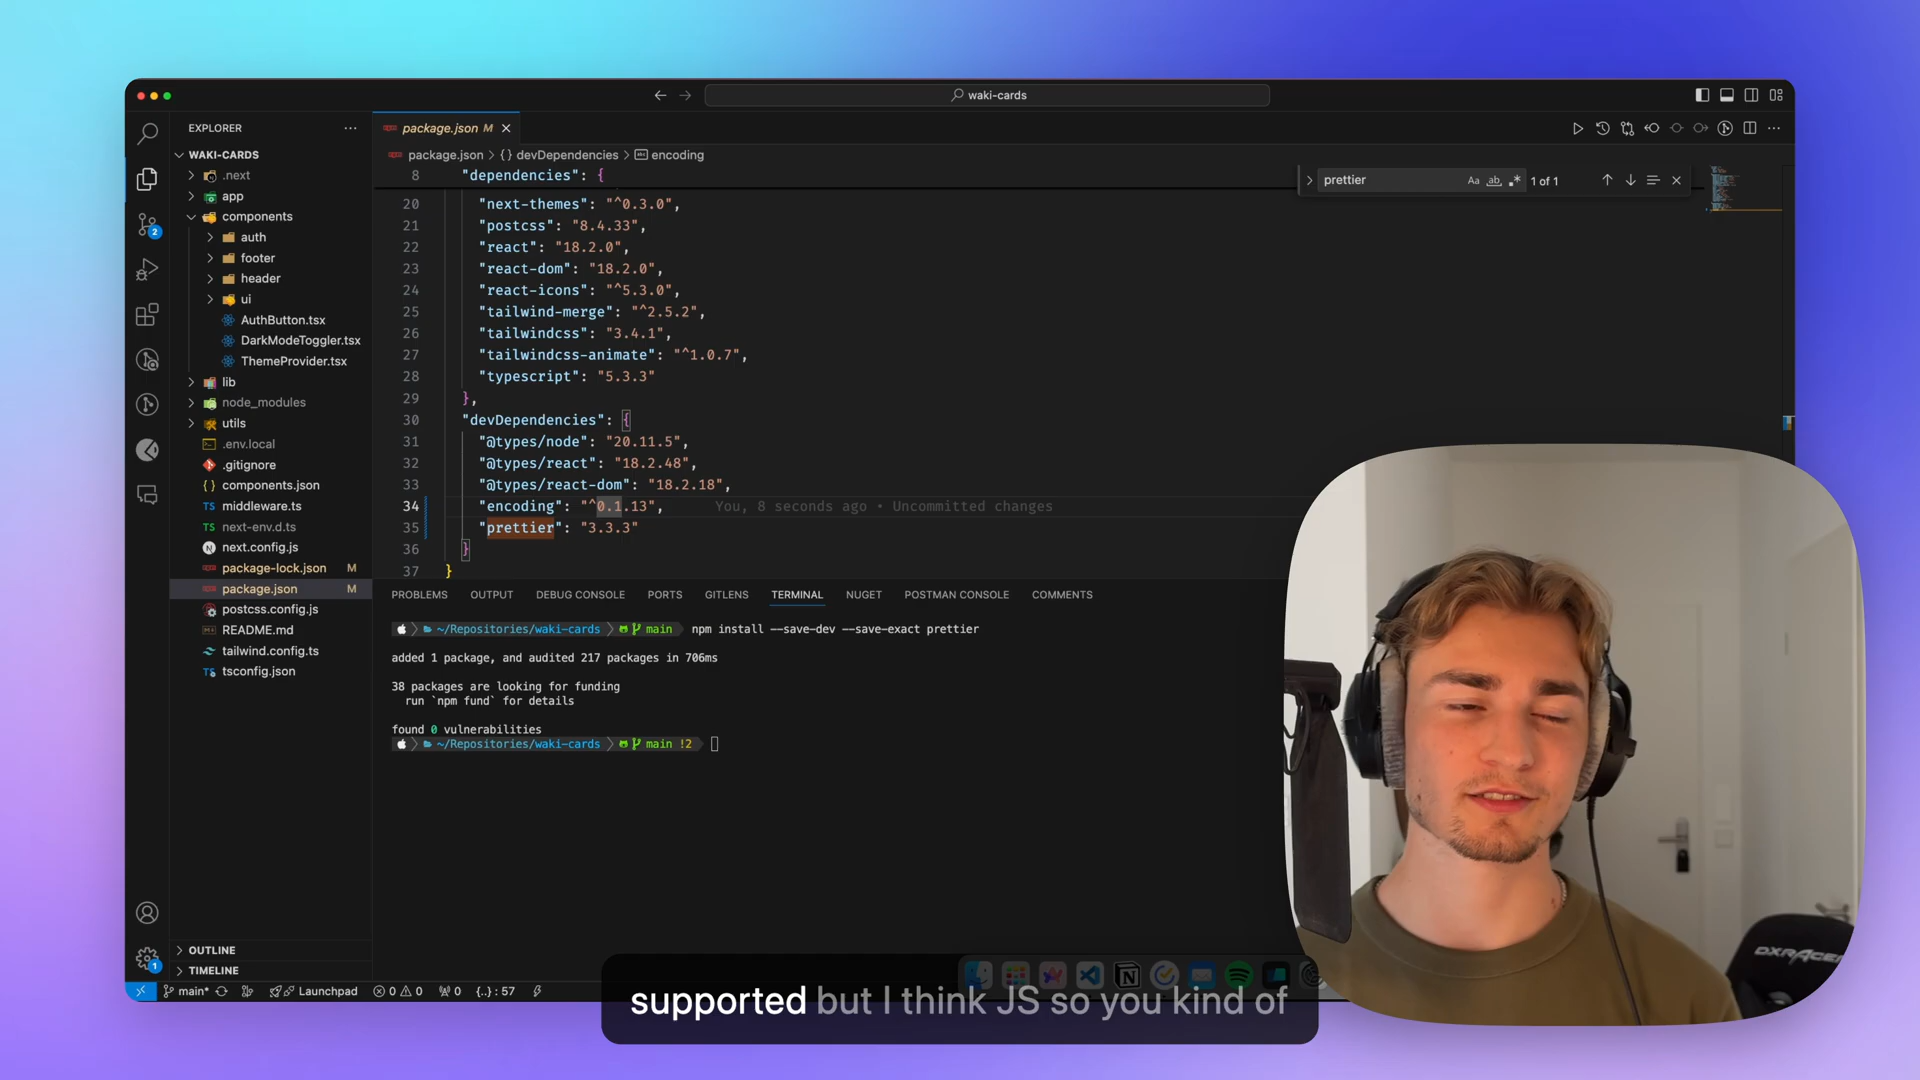 waki-cards
EXPLORER
WAKI-CARDS
.next
app
components
auth
footer
header
ui
AuthButton.tsx
DarkModeToggler.tsx
ThemeProvider.tsx
lib
node_modules
utils
.env.local
.gitignore
components.json
middleware.ts
next-env.d.ts
next.config.js
package-lock.json M
package.json M
postcss.config.js
README.md
tailwind.config.ts
tsconfig.json
OUTLINE
TIMELINE
2
1
package.json M
package.json > {} devDependencies > encoding
prettier Aa ab .* 1 of 1
8 "dependencies": {
20 "next-themes": "^0.3.0",
21 "postcss": "8.4.33",
22 "react": "18.2.0",
23 "react-dom": "18.2.0",
24 "react-icons": "^5.3.0",
25 "tailwind-merge": "^2.5.2",
26 "tailwindcss": "3.4.1",
27 "tailwindcss-animate": "^1.0.7",
28 "typescript": "5.3.3"
29 },
30 "devDependencies": {
31 "@types/node": "20.11.5",
32 "@types/react": "18.2.48",
33 "@types/react-dom": "18.2.18",
34 "encoding": "^0.1.13", You, 8 seconds ago • Uncommitted changes
35 "prettier": "3.3.3"
36 }
37 }
PROBLEMS OUTPUT DEBUG CONSOLE PORTS GITLENS TERMINAL NUGET POSTMAN CONSOLE COMMENTS
~/Repositories/waki-cards main npm install --save-dev --save-exact prettier
added 1 package, and audited 217 packages in 706ms
38 packages are looking for funding
run `npm fund` for details
found 0 vulnerabilities
~/Repositories/waki-cards main !2
main* Launchpad 0 0 0 {..} : 57
supported but I think JS so you kind of
DXRACER